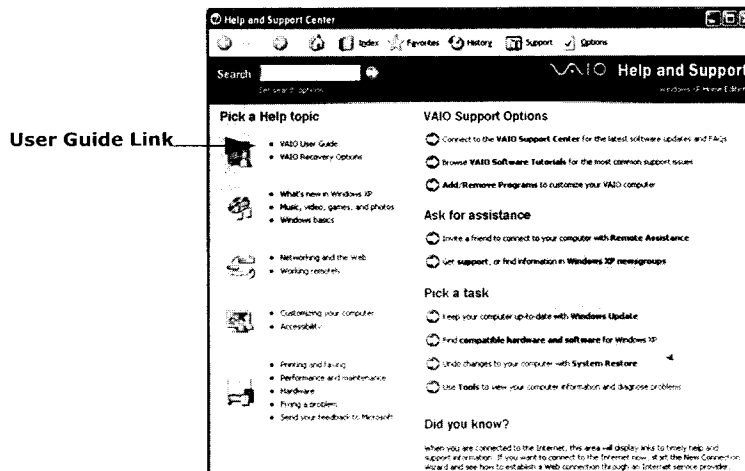 Help and Support Center
Index Favorites History Support Options
Search
Set search options
VAIO Help and Support
Windows XP Home Edition
User Guide Link
Pick a Help topic
VAIO User Guide
VAIO Recovery Options
What's new in Windows XP
Music, video, games, and photos
Windows basics
Networking and the Web
Working remotely
Customizing your computer
Accessibility
Printing and faxing
Performance and maintenance
Hardware
Fixing a problem
Send your feedback to Microsoft
VAIO Support Options
Connect to the VAIO Support Center for the latest software updates and FAQs
Browse VAIO Software Tutorials for the most common support issues
Add/Remove Programs to customize your VAIO computer
Ask for assistance
Invite a friend to connect to your computer with Remote Assistance
Get support, or find information in Windows XP newsgroups
Pick a task
Keep your computer up-to-date with Windows Update
Find compatible hardware and software for Windows XP
Undo changes to your computer with System Restore
Use Tools to view your computer information and diagnose problems
Did you know?
When you are connected to the Internet, this area will display links to timely help and
support information. If you want to connect to the Internet now, start the New Connection
Wizard and see how to establish a Web connection through an Internet service provider.